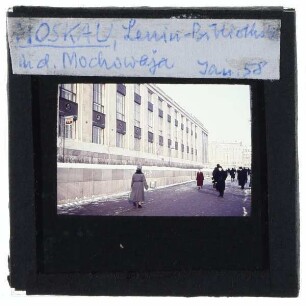 MOSKAU, Lenin-Bibliothek
a.d. Mochowaja Jan. 58